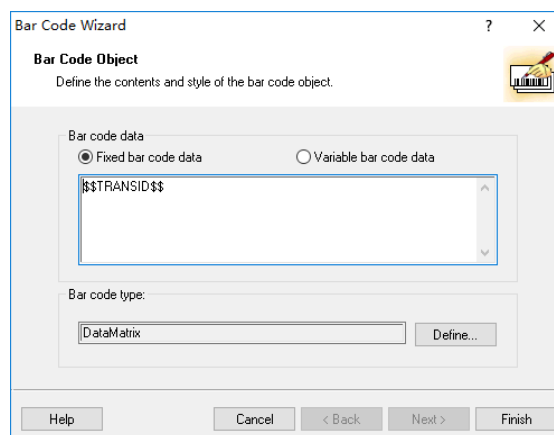 Bar Code Wizard ?
Bar Code Object
Define the contents and style of the bar code object.
Bar code data
Fixed bar code data Variable bar code data
$$TRANSID$$
Bar code type:
DataMatrix Define...
Help Cancel < Back Next > Finish